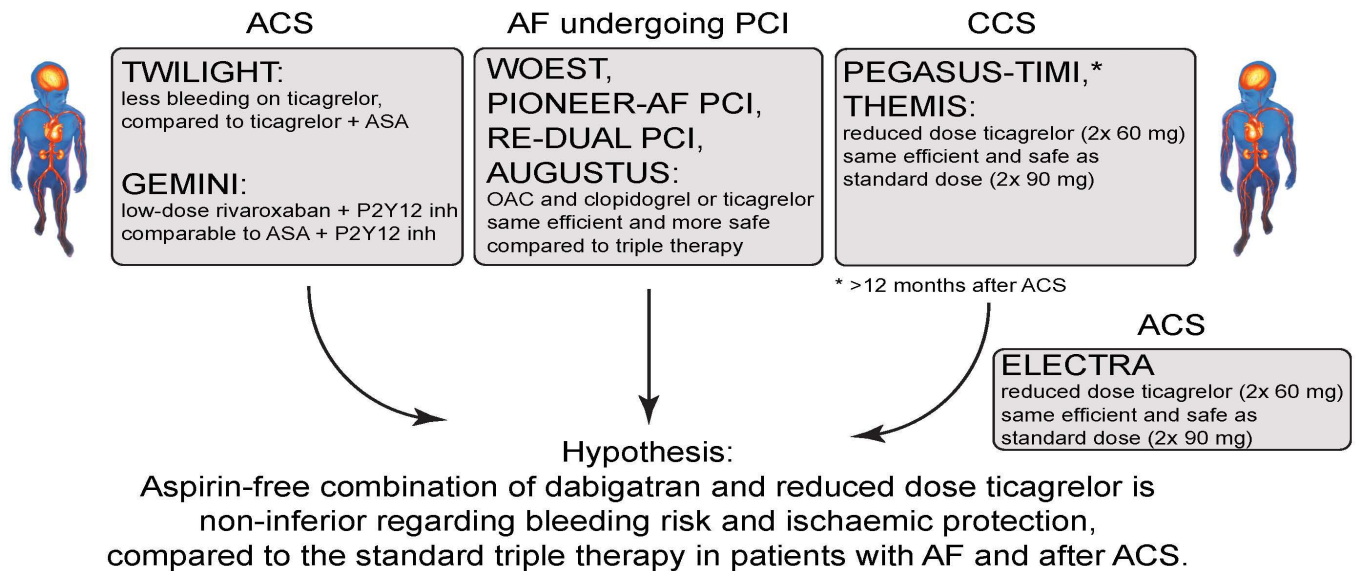 ACS
TWILIGHT:
less bleeding on ticagrelor,
compared to ticagrelor + ASA
GEMINI:
low-dose rivaroxaban + P2Y12 inh
comparable to ASA + P2Y12 inh
AF undergoing PCI
WOEST,
PIONEER-AF PCI,
RE-DUAL PCI,
AUGUSTUS:
OAC and clopidogrel or ticagrelor
same efficient and more safe
compared to triple therapy
CCS
PEGASUS-TIMI,*
THEMIS:
reduced dose ticagrelor (2x 60 mg)
same efficient and safe as
standard dose (2x 90 mg)
* >12 months after ACS
ACS
ELECTRA
reduced dose ticagrelor (2x 60 mg)
same efficient and safe as
standard dose (2x 90 mg)
Hypothesis:
Aspirin-free combination of dabigatran and reduced dose ticagrelor is
non-inferior regarding bleeding risk and ischaemic protection,
compared to the standard triple therapy in patients with AF and after ACS.